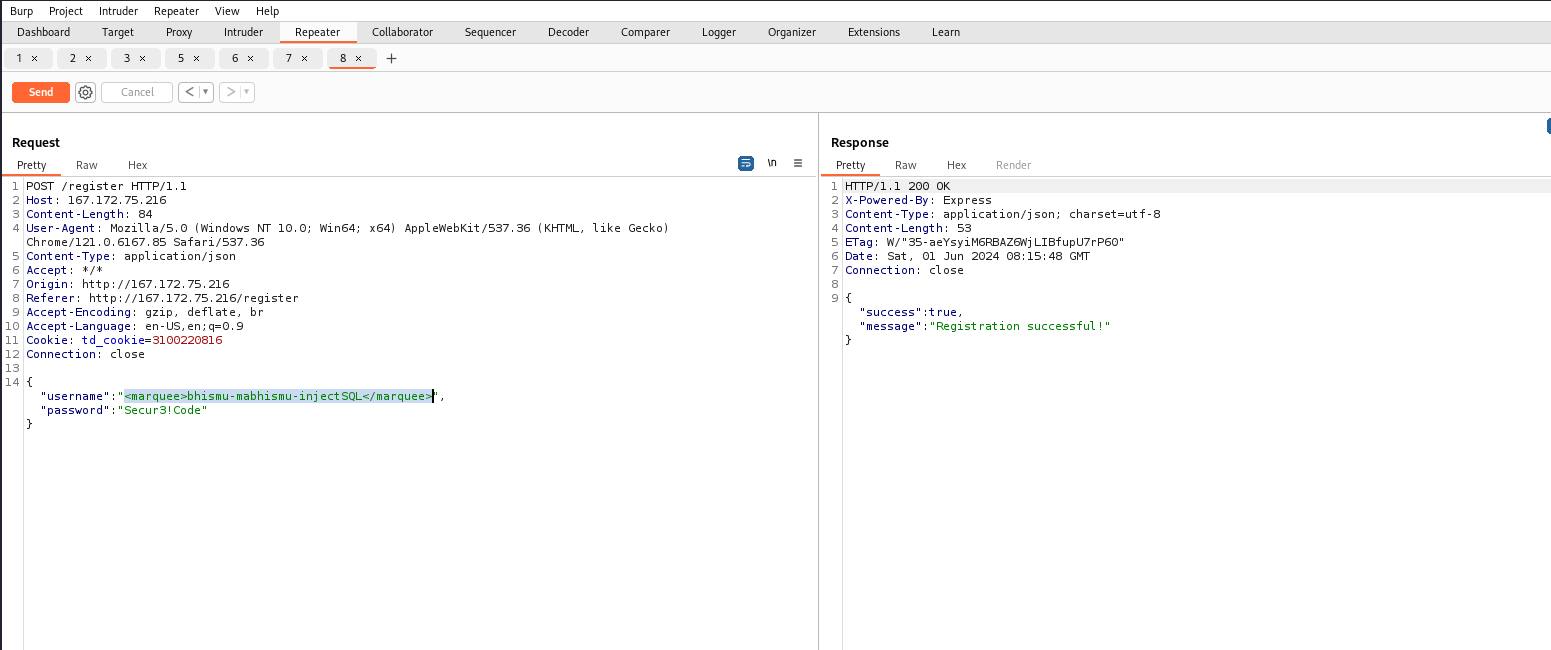 Burp Project Intruder Repeater View Help
Dashboard Target Proxy Intruder Repeater Collaborator Sequencer Decoder Comparer Logger Organizer Extensions Learn
1 × 2 × 3 × 5 × 6 × 7 × 8 × +
Send Cancel < ▼ > ▼
Request
Pretty Raw Hex
\n
1 POST /register HTTP/1.1
2 Host: 167.172.75.216
3 Content-Length: 84
4 User-Agent: Mozilla/5.0 (Windows NT 10.0; Win64; x64) AppleWebKit/537.36 (KHTML, like Gecko)
Chrome/121.0.6167.85 Safari/537.36
5 Content-Type: application/json
6 Accept: */*
7 Origin: http://167.172.75.216
8 Referer: http://167.172.75.216/register
9 Accept-Encoding: gzip, deflate, br
10 Accept-Language: en-US,en;q=0.9
11 Cookie: td_cookie=3100220816
12 Connection: close
13
14 {
"username":"<marquee>bhismu-mabhismu-injectSQL</marquee>",
"password":"Secur3!Code"
}
Response
Pretty Raw Hex Render
1 HTTP/1.1 200 OK
2 X-Powered-By: Express
3 Content-Type: application/json; charset=utf-8
4 Content-Length: 53
5 ETag: W/"35-aeYsyiM6RBAZ6WjLIBfupU7rP60"
6 Date: Sat, 01 Jun 2024 08:15:48 GMT
7 Connection: close
8
9 {
"success":true,
"message":"Registration successful!"
}